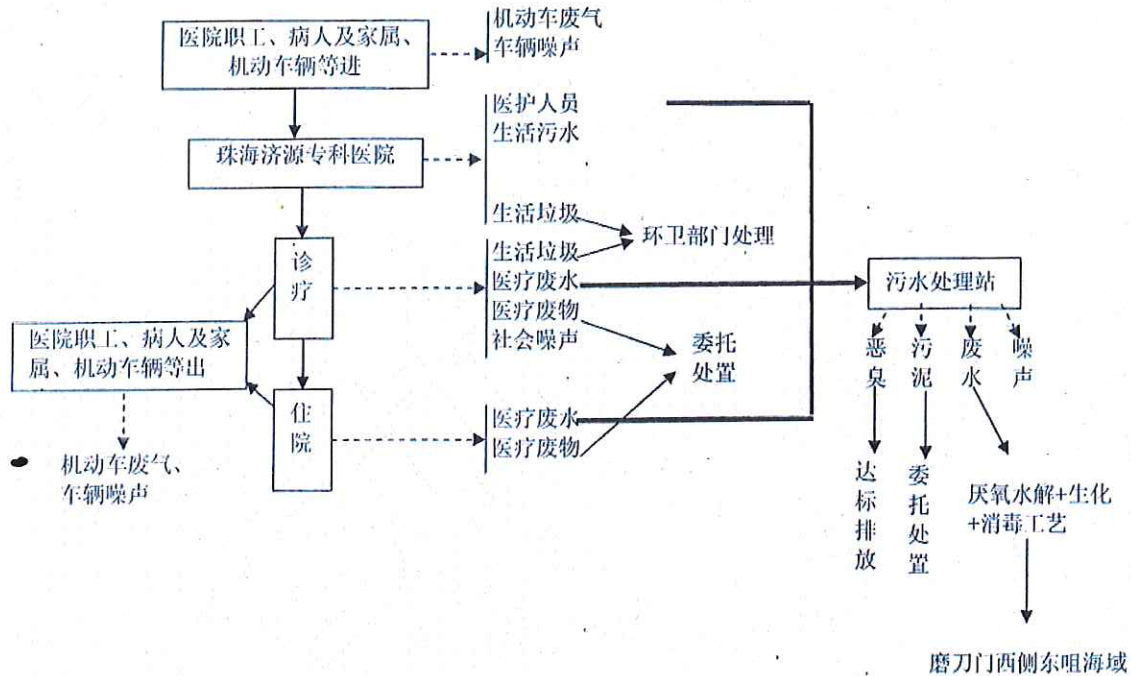 医院职工、病人及家属、
机动车辆等进
机动车废气
车辆噪声
珠海济源专科医院
医护人员
生活污水
生活垃圾
诊
疗
生活垃圾
医疗废水
医疗废物
社会噪声
环卫部门处理
委托
处置
医院职工、病人及家
属、机动车辆等出
机动车废气、
车辆噪声
住
院
医疗废水
医疗废物
污水处理站
恶臭
污泥
废水
噪声
达标排放
委托处置
厌氧水解+生化
+消毒工艺
磨刀门西侧东咀海域